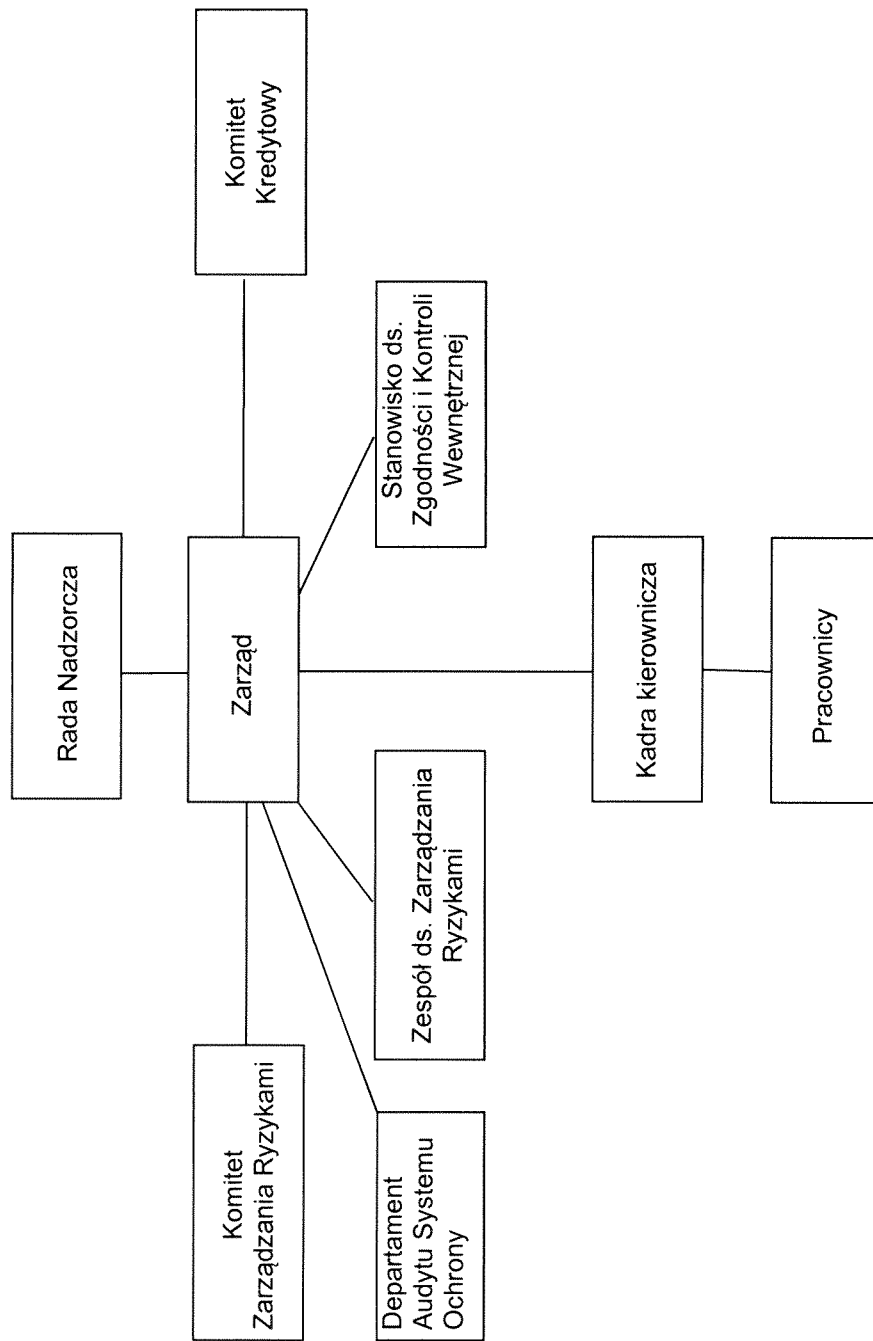 Rada Nadzorcza
Zarząd
Komitet
Zarządzania Ryzykami
Komitet
Kredytowy
Departament
Audytu Systemu
Ochrony
Zespół ds. Zarządzania
Ryzykami
Stanowisko ds.
Zgodności i Kontroli
Wewnętrznej
Kadra kierownicza
Pracownicy